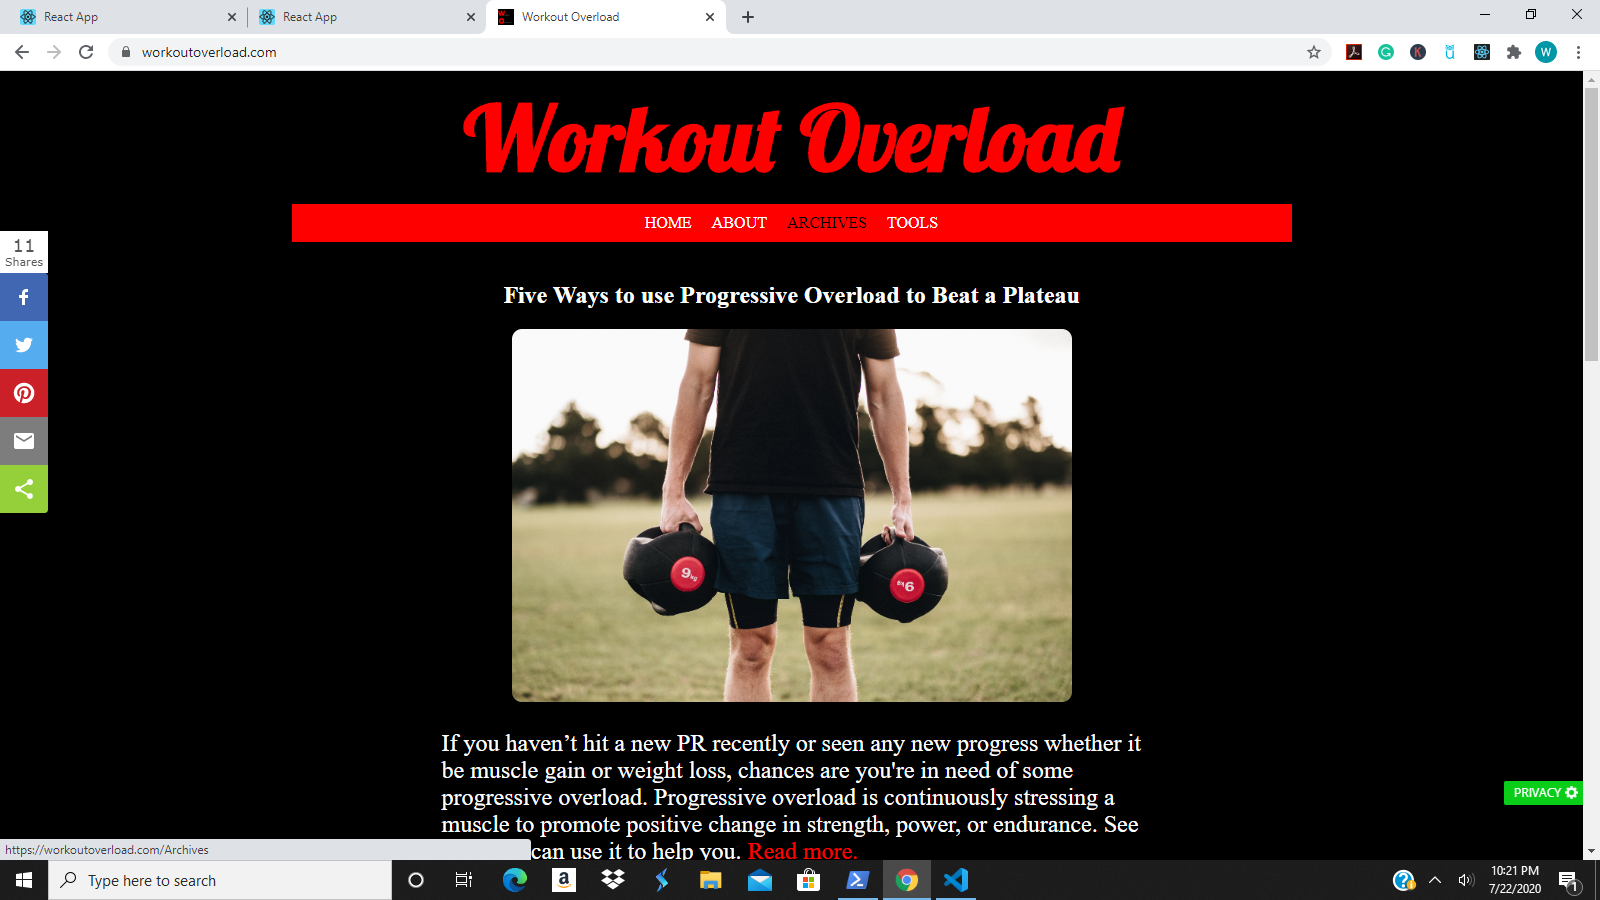 React App
React App
Workout Overload
workoutoverload.com
W
Workout Overload
HOME ABOUT ARCHIVES TOOLS
11
Shares
Five Ways to use Progressive Overload to Beat a Plateau
9kg
9kg
If you haven’t hit a new PR recently or seen any new progress whether it
be muscle gain or weight loss, chances are you're in need of some
progressive overload. Progressive overload is continuously stressing a
muscle to promote positive change in strength, power, or endurance. See
can use it to help you. Read more.
PRIVACY
https://workoutoverload.com/Archives
Type here to search
10:21 PM
7/22/2020
1